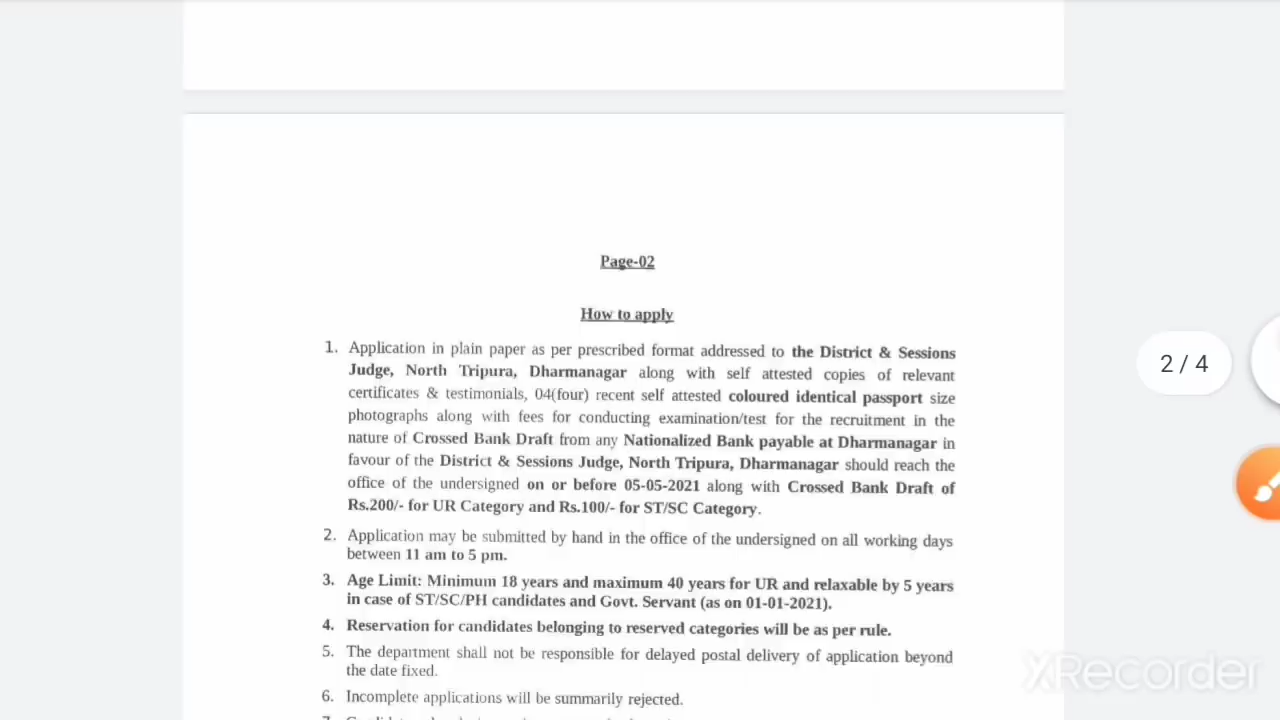 Page-02
How to apply
1. Application in plain paper as per prescribed format addressed to the District & Sessions
Judge, North Tripura, Dharmanagar along with self attested copies of relevant
certificates & testimonials, 04(four) recent self attested coloured identical passport size
photographs along with fees for conducting examination/test for the recruitment in the
nature of Crossed Bank Draft from any Nationalized Bank payable at Dharmanagar in
favour of the District & Sessions Judge, North Tripura, Dharmanagar should reach the
office of the undersigned on or before 05-05-2021 along with Crossed Bank Draft of
Rs.200/- for UR Category and Rs.100/- for ST/SC Category.
2. Application may be submitted by hand in the office of the undersigned on all working days
between 11 am to 5 pm.
3. Age Limit: Minimum 18 years and maximum 40 years for UR and relaxable by 5 years
in case of ST/SC/PH candidates and Govt. Servant (as on 01-01-2021).
4. Reservation for candidates belonging to reserved categories will be as per rule.
5. The department shall not be responsible for delayed postal delivery of application beyond
the date fixed.
6. Incomplete applications will be summarily rejected.
2 / 4
XRecorder